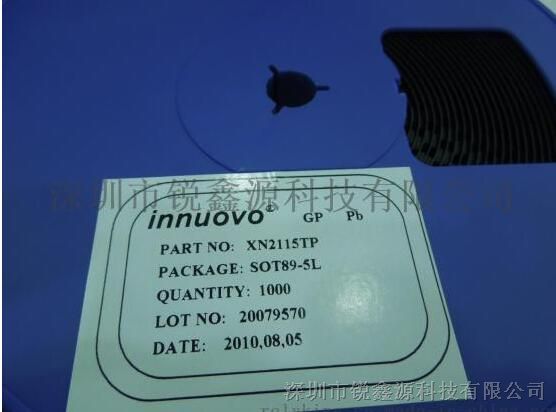 深圳市锐鑫源科技有限公司
innuovo® GP Pb
PART NO: XN2115TP
PACKAGE: SOT89-5L
QUANTITY: 1000
LOT NO: 20079570
DATE: 2010,08,05
深圳市锐鑫源科技有限公司